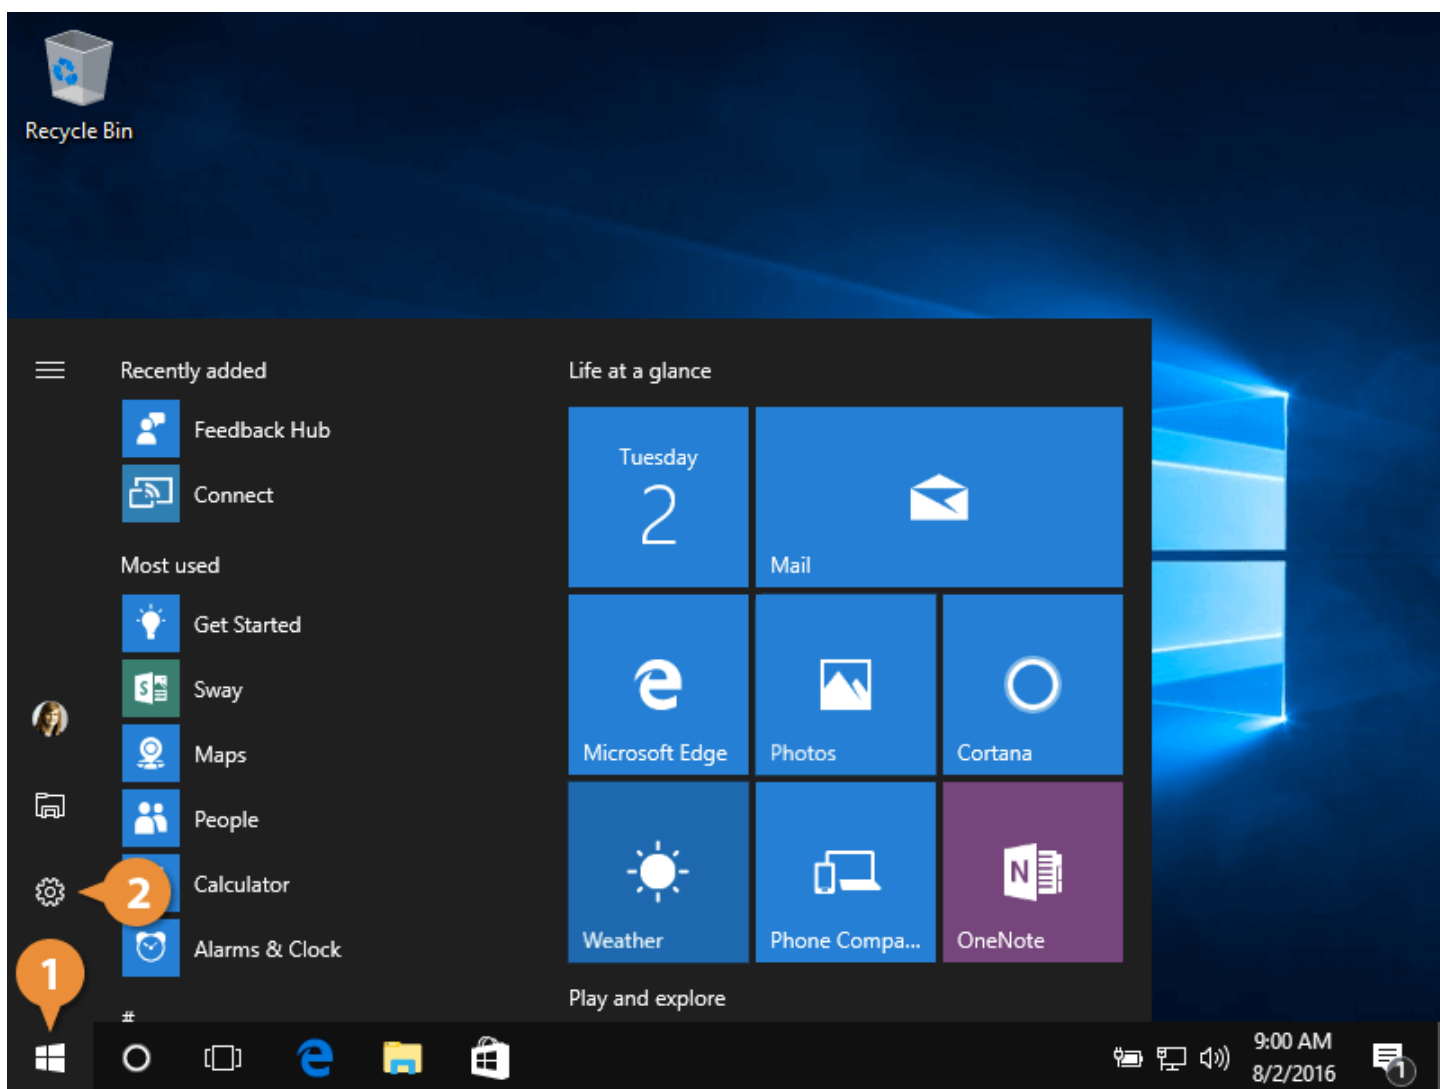 Recycle Bin
Recently added
Feedback Hub
Connect
Most used
Get Started
Sway
Maps
People
Calculator
Alarms & Clock
#
Life at a glance
Tuesday
2
Mail
Microsoft Edge
Photos
Cortana
Weather
Phone Compa...
OneNote
Play and explore
2
1
9:00 AM
8/2/2016
1